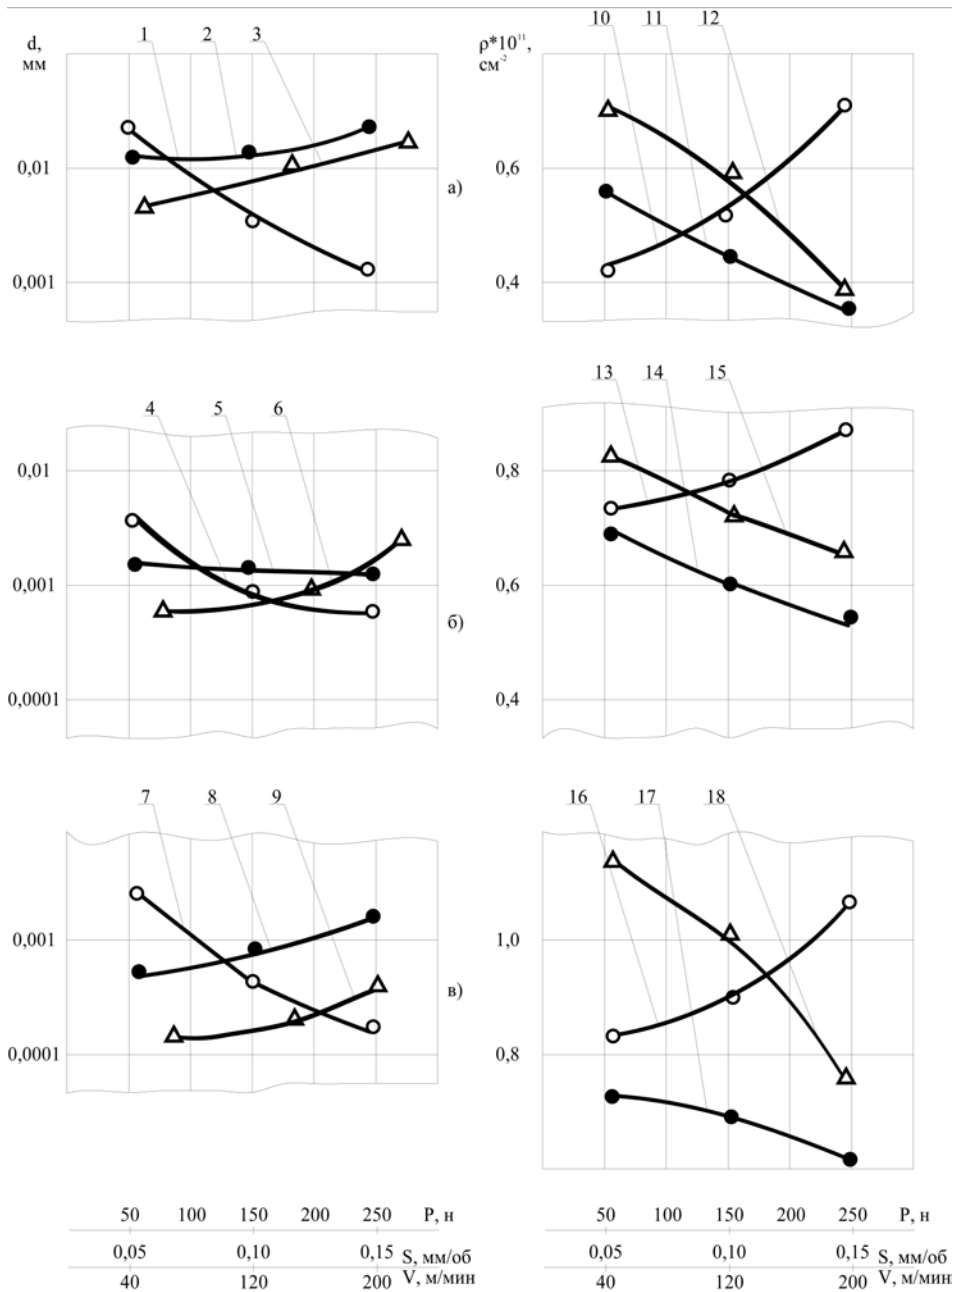 1 2 3
d,
мм
0,01
0,001
а)
10 11 12
ρ*10¹¹,
см⁻²
0,6
0,4
4 5 6
0,01
0,001
0,0001
б)
13 14 15
0,8
0,6
0,4
7 8 9
0,001
0,0001
в)
16 17 18
1,0
0,8
50 100 150 200 250 P, н
0,05 0,10 0,15 S, мм/об
40 120 200 V, м/мин
50 100 150 200 250 P, н
0,05 0,10 0,15 S, мм/об
40 120 200 V, м/мин